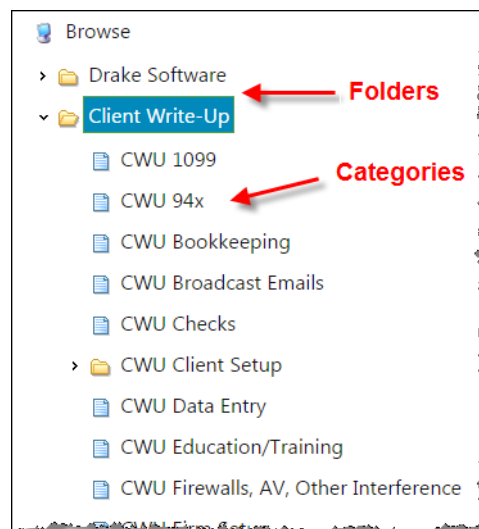 Browse
Drake Software
Folders
Client Write-Up
CWU 1099
Categories
CWU 94x
CWU Bookkeeping
CWU Broadcast Emails
CWU Checks
CWU Client Setup
CWU Data Entry
CWU Education/Training
CWU Firewalls, AV, Other Interference